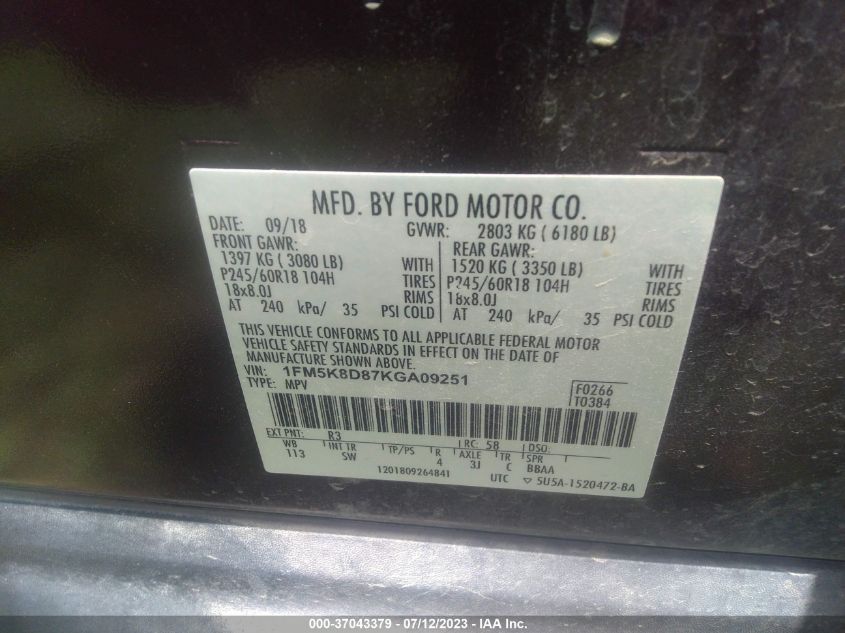 MFD. BY FORD MOTOR CO.
DATE: 09/18 GVWR: 2803 KG ( 6180 LB)
FRONT GAWR: REAR GAWR:
1397 KG ( 3080 LB) WITH 1520 KG ( 3350 LB) WITH
P245/60R18 104H TIRES P245/60R18 104H TIRES
18x8.0J RIMS 18x8.0J RIMS
AT 240 kPa/ 35 PSI COLD AT 240 kPa/ 35 PSI COLD
THIS VEHICLE CONFORMS TO ALL APPLICABLE FEDERAL MOTOR
VEHICLE SAFETY STANDARDS IN EFFECT ON THE DATE OF
MANUFACTURE SHOWN ABOVE.
VIN: 1FM5K8D87KGA09251
TYPE: MPV
F0266
T0384
EXT PNT: R3 RC: 58 DSO:
WB INT TR TP/PS R AXLE TR SPR
113 SW 4 3J C BBAA
1201809264841 UTC ▽ 5U5A-1520472-BA
000-37043379 - 07/12/2023 - IAA Inc.